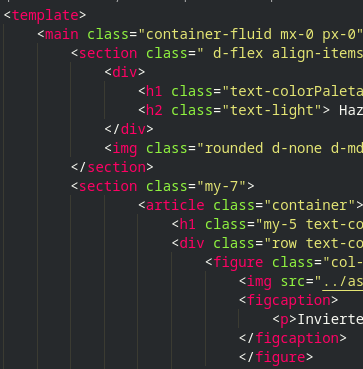 <template>
<main class="container-fluid mx-0 px-0"
<section class=" d-flex align-items
<div>
<h1 class="text-colorPaleta
<h2 class="text-light"> Haz
</div>
<img class="rounded d-none d-md
</section>
<section class="my-7">
<article class="container">
<h1 class="my-5 text-co
<div class="row text-co
<figure class="col-
<img src="../as
<figcaption>
<p>Invierte
</figcaption>
</figure>